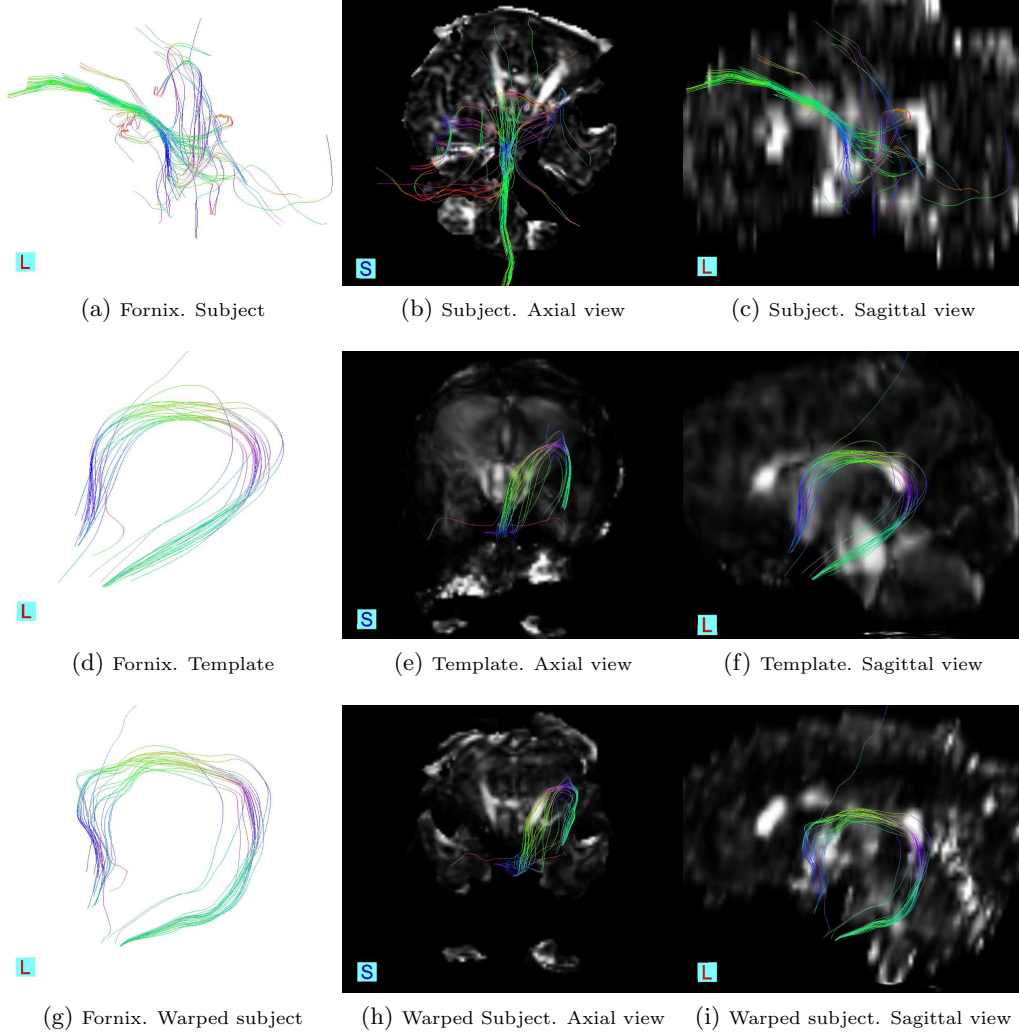 L
S
L
(a) Fornix. Subject
(b) Subject. Axial view
(c) Subject. Sagittal view
L
S
L
(d) Fornix. Template
(e) Template. Axial view
(f) Template. Sagittal view
L
S
L
(g) Fornix. Warped subject
(h) Warped Subject. Axial view
(i) Warped subject. Sagittal view